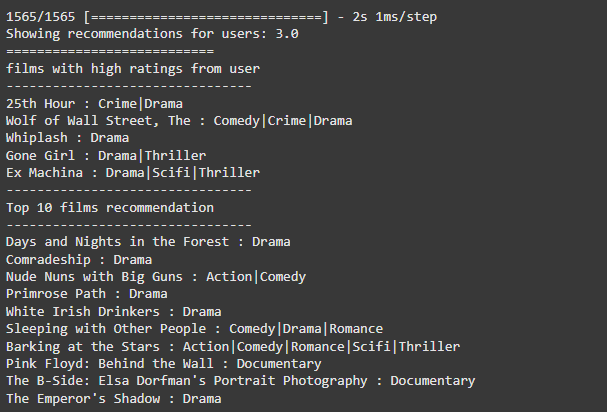 1565/1565 [==============================] - 2s 1ms/step
Showing recommendations for users: 3.0
===========================
films with high ratings from user
--------------------------------
25th Hour : Crime|Drama
Wolf of Wall Street, The : Comedy|Crime|Drama
Whiplash : Drama
Gone Girl : Drama|Thriller
Ex Machina : Drama|Scifi|Thriller
--------------------------------
Top 10 films recommendation
--------------------------------
Days and Nights in the Forest : Drama
Comradeship : Drama
Nude Nuns with Big Guns : Action|Comedy
Primrose Path : Drama
White Irish Drinkers : Drama
Sleeping with Other People : Comedy|Drama|Romance
Barking at the Stars : Action|Comedy|Romance|Scifi|Thriller
Pink Floyd: Behind the Wall : Documentary
The B-Side: Elsa Dorfman's Portrait Photography : Documentary
The Emperor's Shadow : Drama